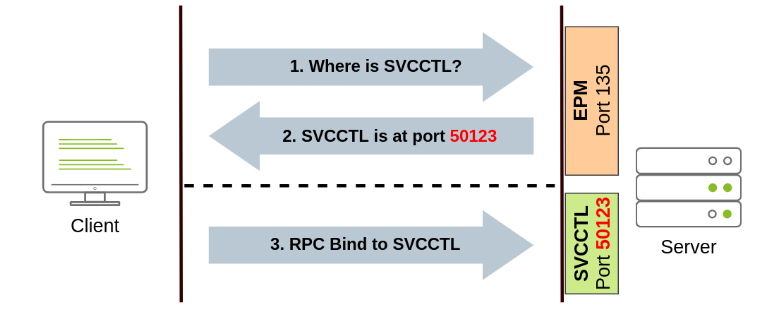 1. Where is SVCCTL?
2. SVCCTL is at port 50123
3. RPC Bind to SVCCTL
EPM
Port 135
SVCCTL
Port 50123
Client
Server